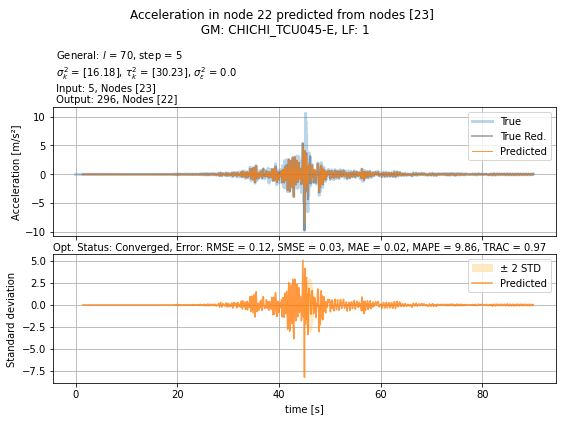 Acceleration in node 22 predicted from nodes [23]
GM: CHICHI_TCU045-E, LF: 1
General: l = 70, step = 5
σ²ₖ = [16.18], τ²ₖ = [30.23], σ²ε = 0.0
Input: 5, Nodes [23]
Output: 296, Nodes [22]
10
5
0
−5
−10
Acceleration [m/s²]
True
True Red.
Predicted
Opt. Status: Converged, Error: RMSE = 0.12, SMSE = 0.03, MAE = 0.02, MAPE = 9.86, TRAC = 0.97
5.0
2.5
0.0
−2.5
−5.0
−7.5
Standard deviation
± 2 STD
Predicted
0 20 40 60 80
time [s]